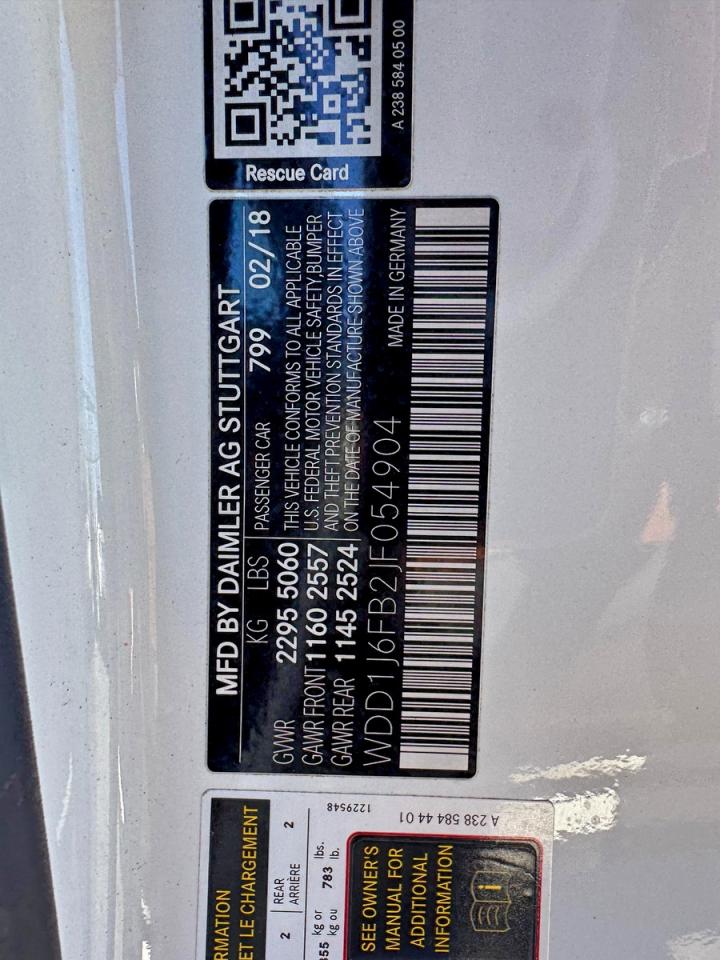 A 238 584 05 00
Rescue Card
MFD BY DAIMLER AG STUTTGART
KG LBS PASSENGER CAR 799 02/18
GVWR 2295 5060 THIS VEHICLE CONFORMS TO ALL APPLICABLE
GAWR FRONT 1160 2557 U.S. FEDERAL MOTOR VEHICLE SAFETY,BUMPER
GAWR REAR 1145 2524 AND THEFT PREVENTION STANDARDS IN EFFECT
ON THE DATE OF MANUFACTURE SHOWN ABOVE
WDD1J6FB2JF054904 MADE IN GERMANY
ET LE CHARGEMENT
2 REAR 2
ARRIÈRE
kg or 783 lbs.
kg ou lb.
SEE OWNER'S
MANUAL FOR
ADDITIONAL
INFORMATION
1229548
A 238 584 44 01